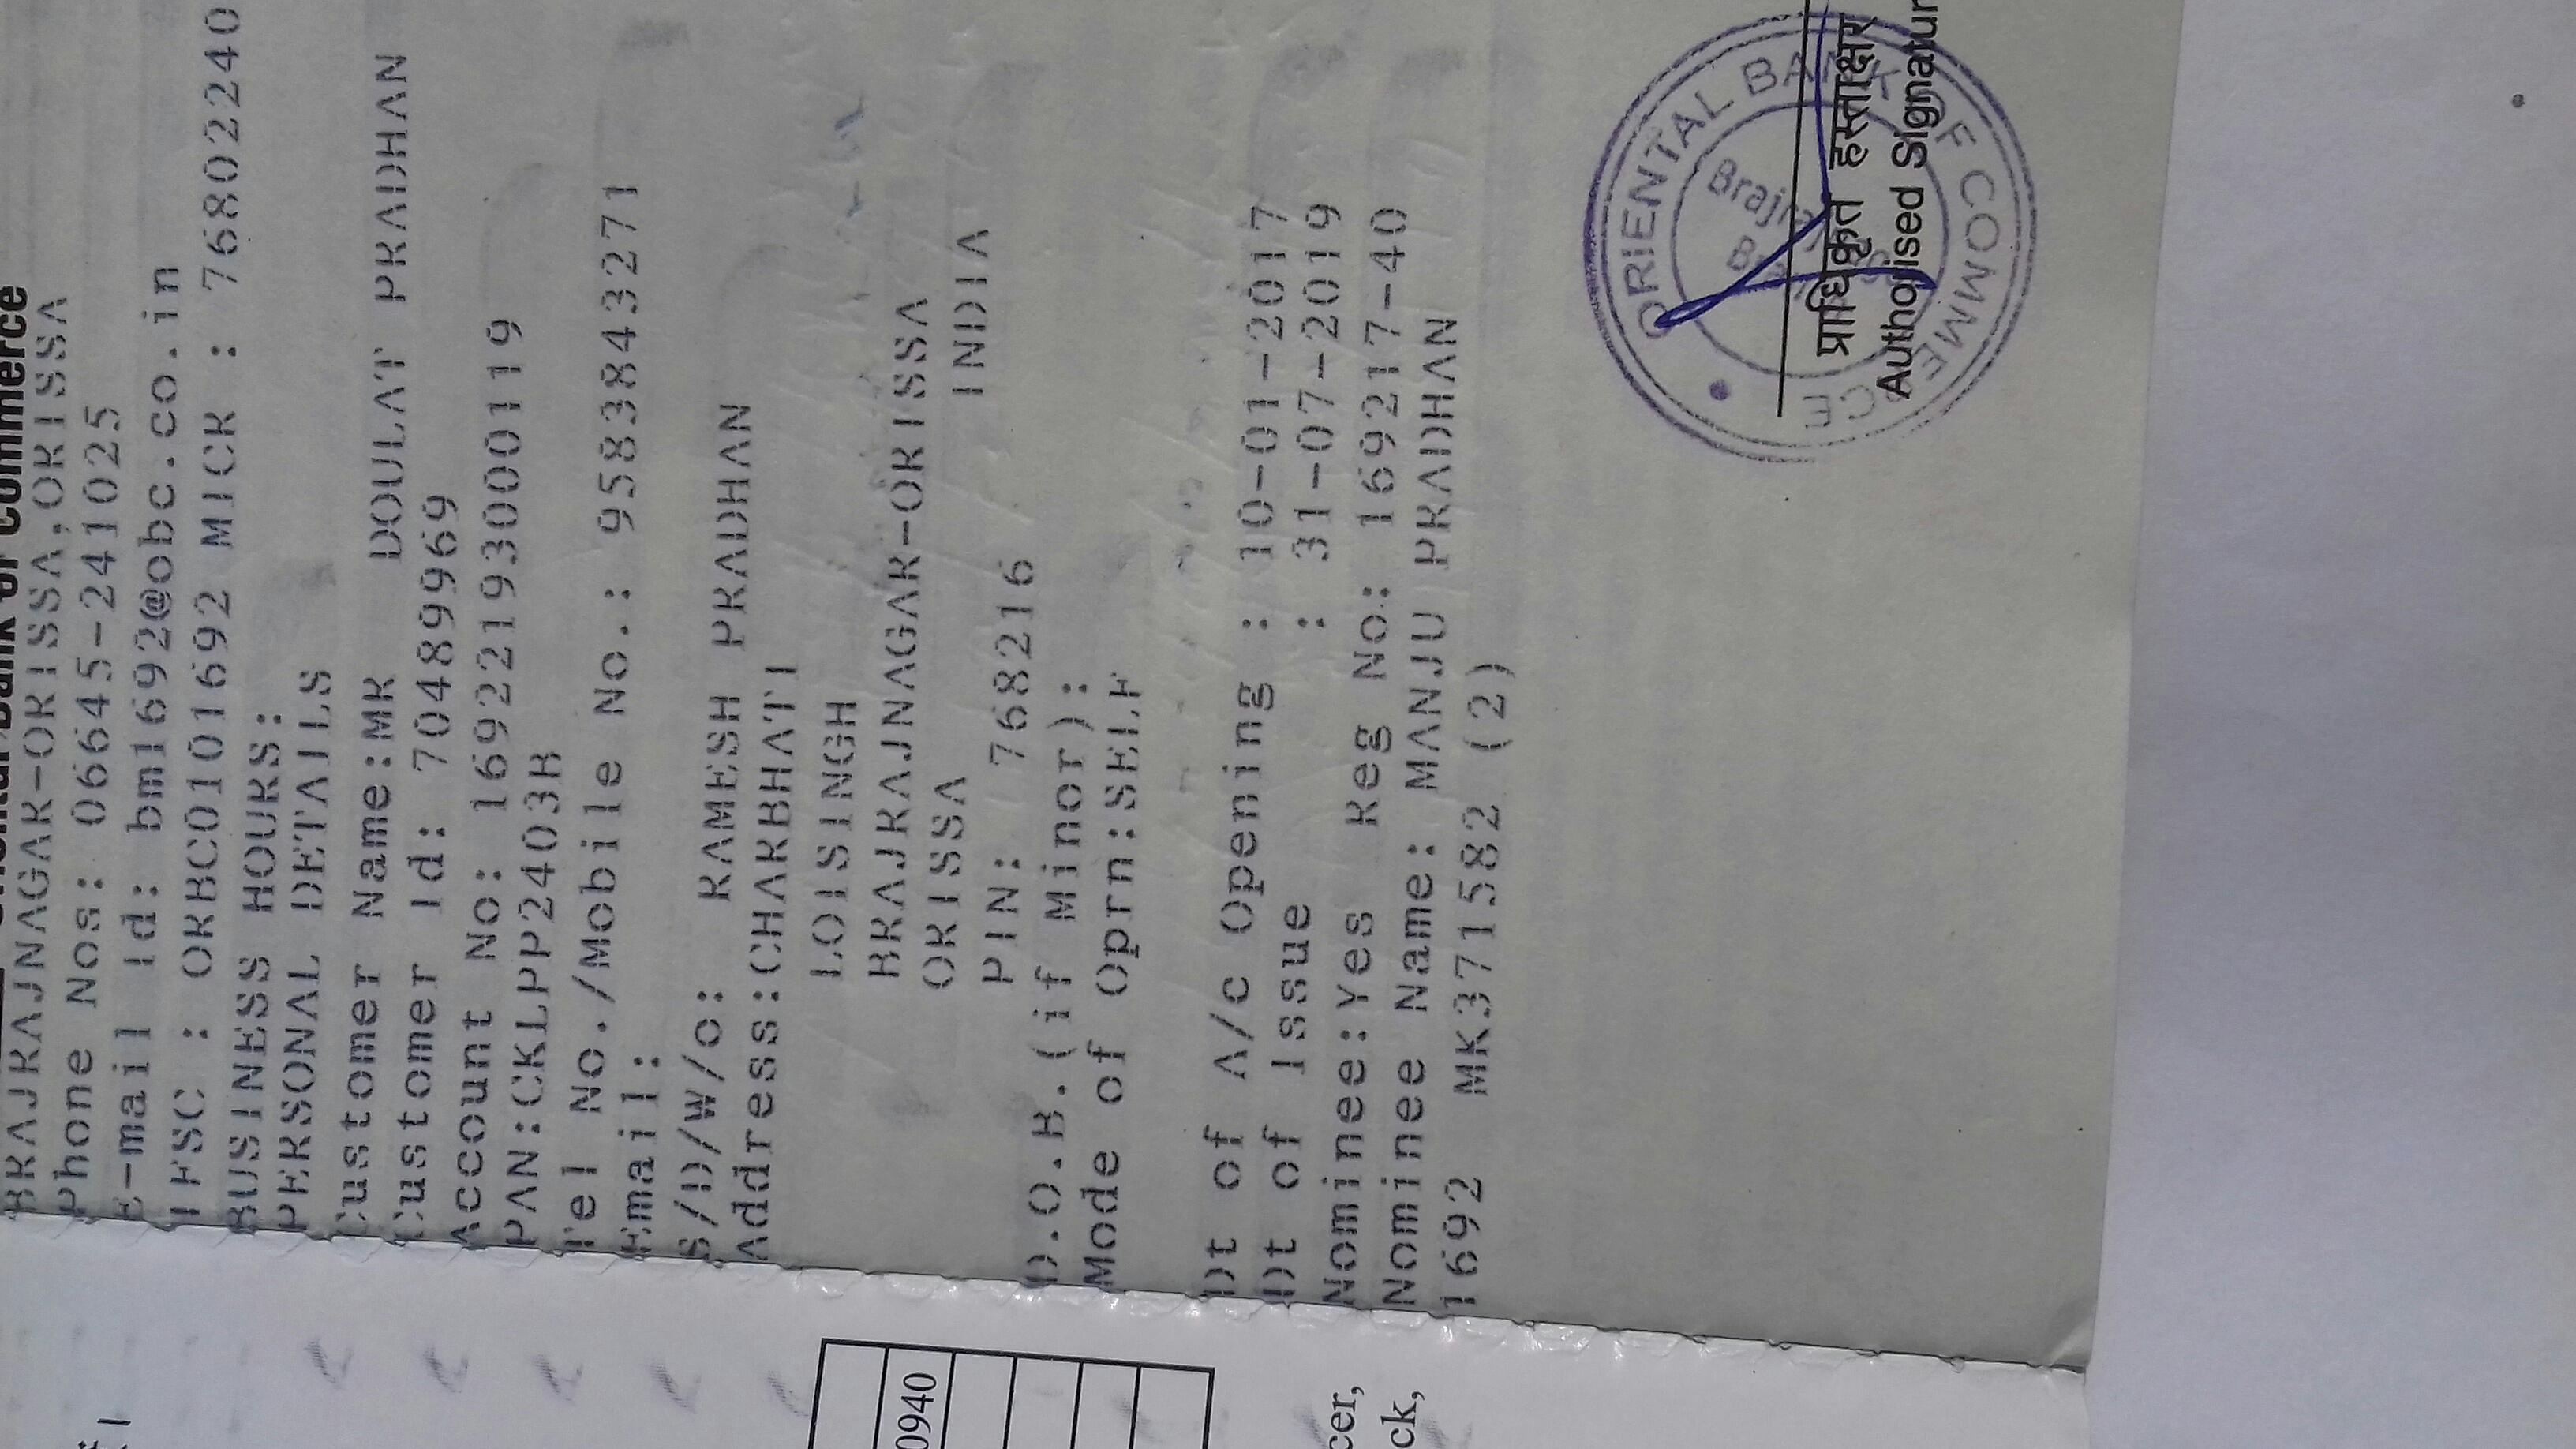 Oriental Bank of Commerce
BRAJRAJNAGAR-ORISSA,ORISSA
Phone Nos: 06645-241025
E-mail Id: bm1692@obc.co.in
IFSC : ORBC0101692 MICR : 768022240
BUSINESS HOURS:
PERSONAL DETAILS
Customer Name:MR DOULAT PRADHAN
Customer Id: 70489969
Account No: 16922193000119
PAN:CKLPP2403B
Tel No./Mobile No.: 9583843271
Email:
S/D/W/o: RAMESH PRADHAN
Address:CHARBHATI
LOISINGH
BRAJRAJNAGAR-ORISSA
ORISSA INDIA
PIN: 768216
D.O.B.(if Minor):
Mode of Oprn:SELF
Dt of A/c Opening : 10-01-2017
Dt of Issue : 31-07-2019
Nominee:Yes Reg No: 169217-40
Nominee Name: MANJU PRADHAN
1692 MK371582 (2)
ORIENTAL BANK OF COMMERCE
प्राधिकृत हस्ताक्षर
Authorised Signatur
0940
cer,
ck,